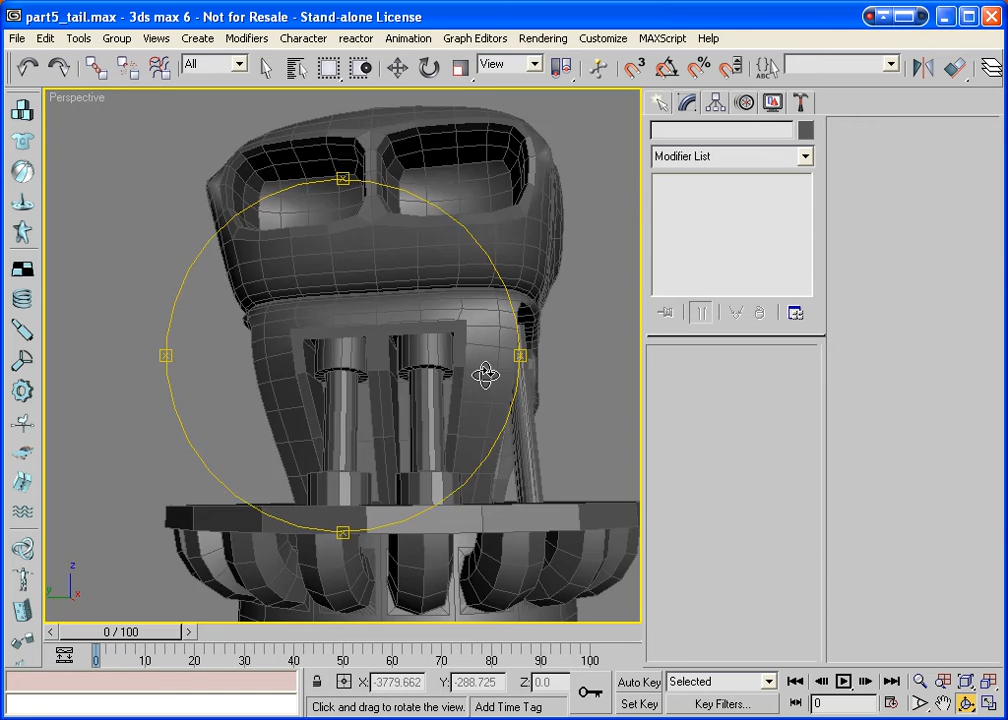 part5_tail.max - 3ds max 6 - Not for Resale - Stand-alone License
File Edit Tools Group Views Create Modifiers Character reactor Animation Graph Editors Rendering Customize MAXScript Help
All View 3 % {} ABC
Perspective
Modifier List
z
y x
0 / 100
0 10 20 30 40 50 60 70 80 90 100
X: -3779.662 Y: -288.725 Z: 0.0 Auto Key Selected
Click and drag to rotate the view. Add Time Tag Set Key Key Filters... 0